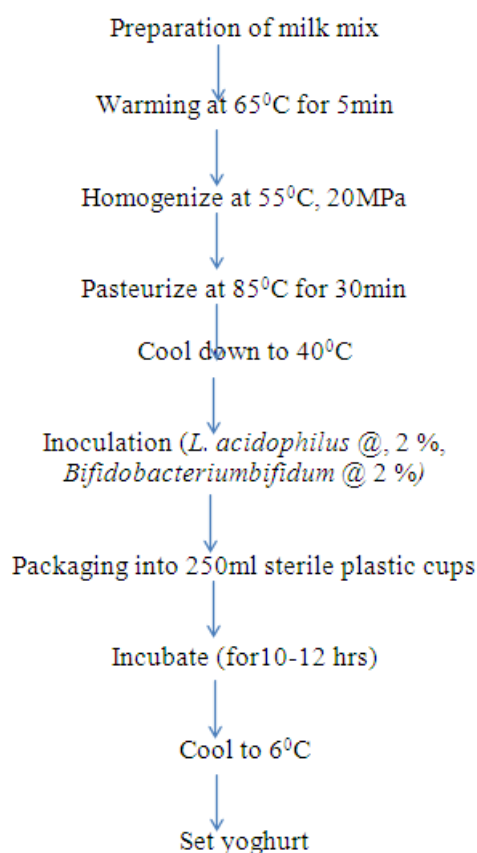 Preparation of milk mix
Warming at 65⁰C for 5min
Homogenize at 55⁰C, 20MPa
Pasteurize at 85⁰C for 30min
Cool down to 40⁰C
Inoculation (L. acidophilus @, 2 %,
Bifidobacteriumbifidum @ 2 %)
Packaging into 250ml sterile plastic cups
Incubate (for10-12 hrs)
Cool to 6⁰C
Set yoghurt